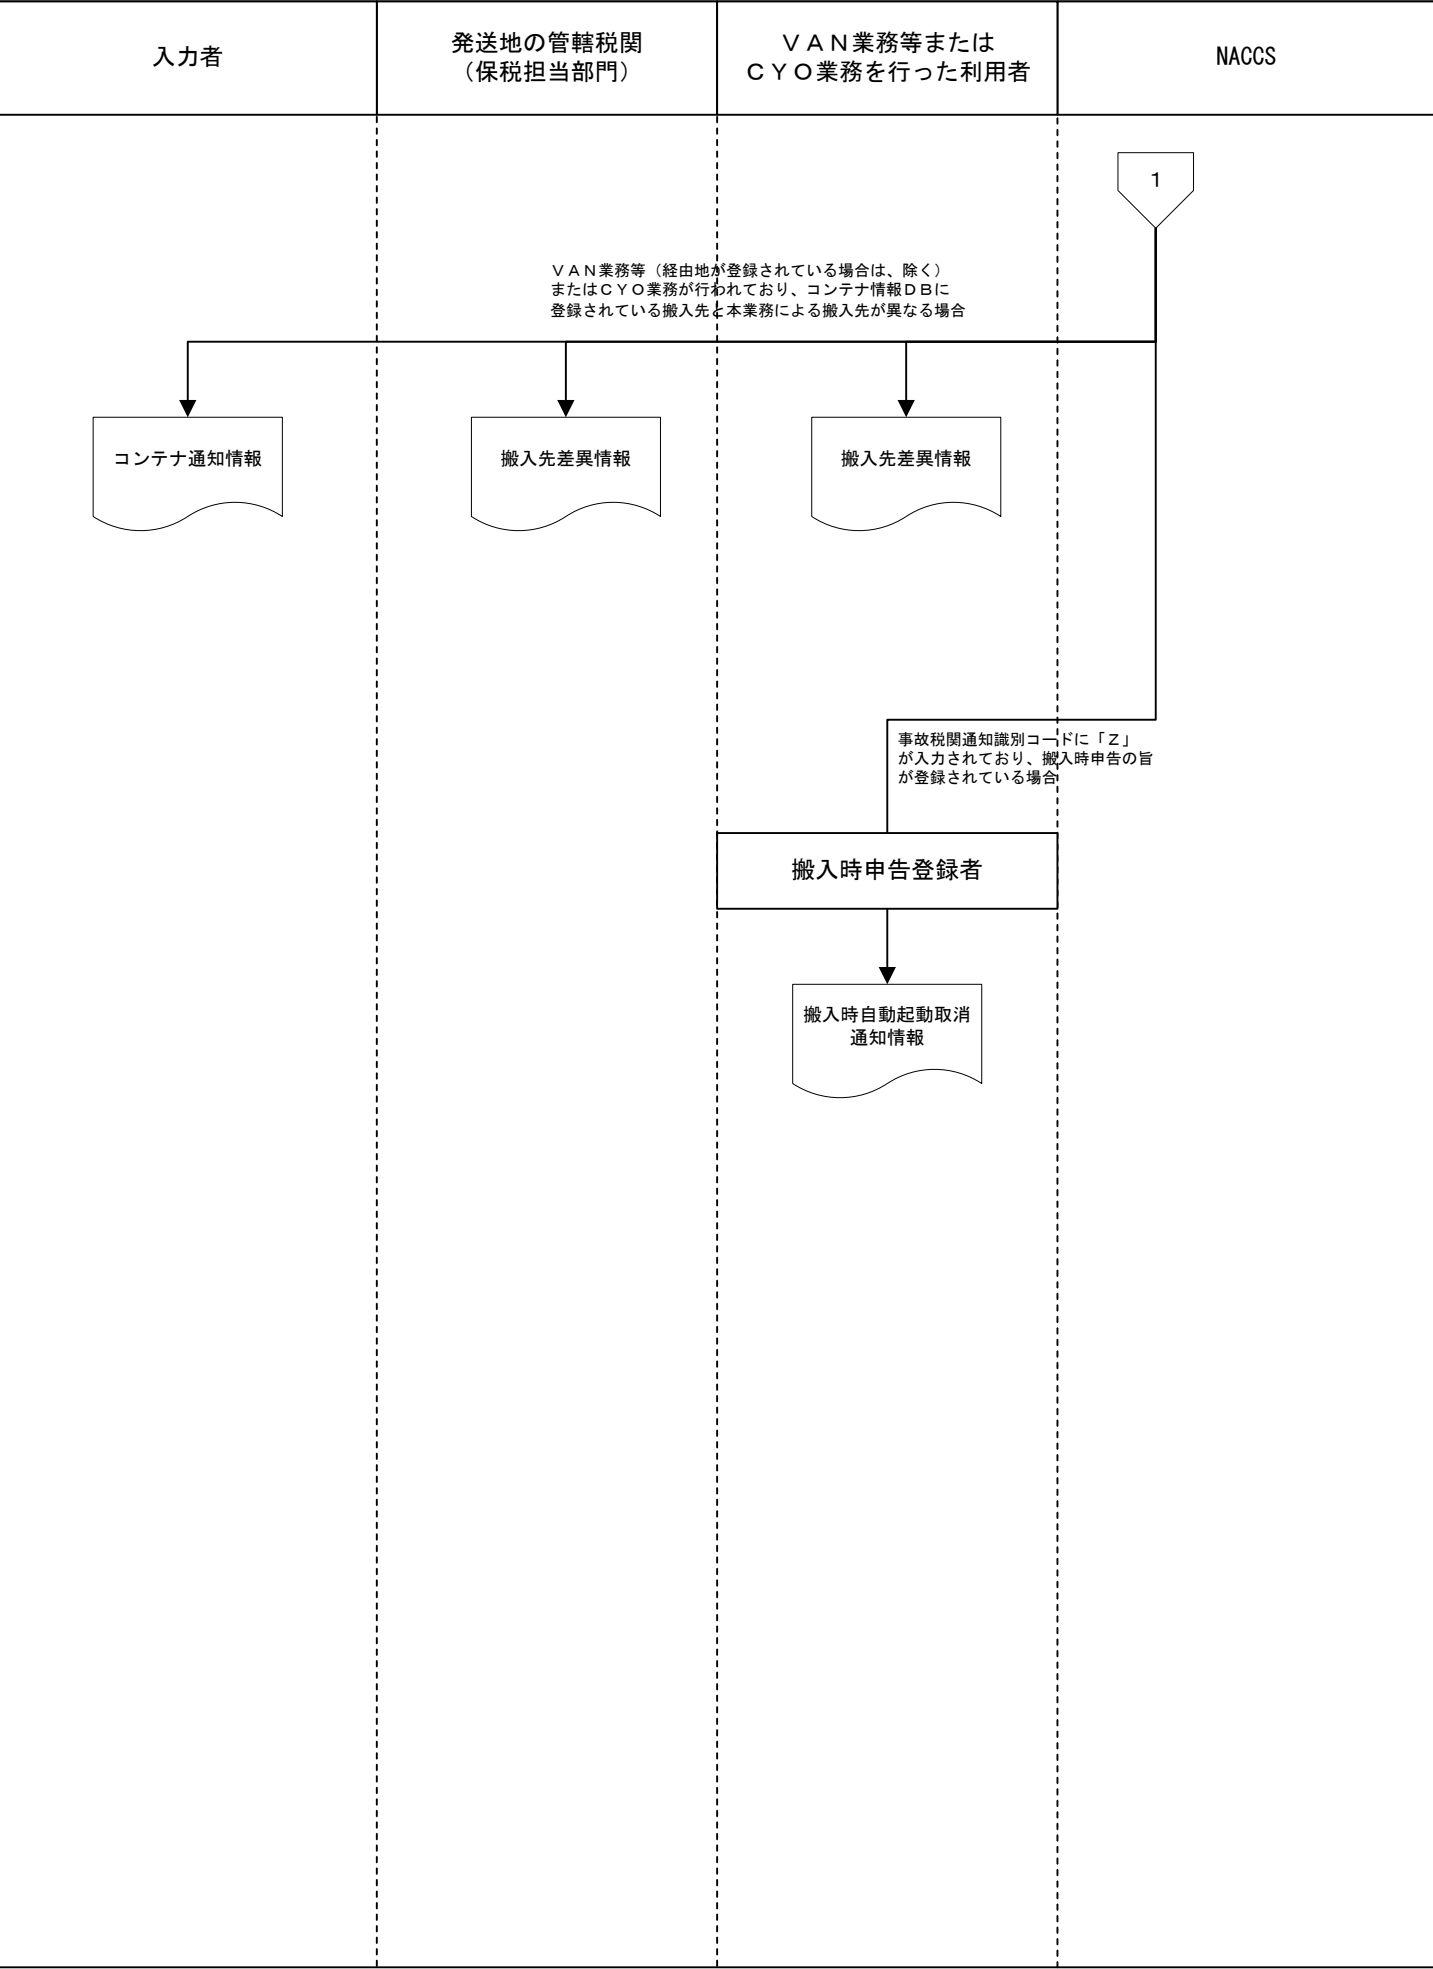 入力者
発送地の管轄税関
（保税担当部門）
ＶＡＮ業務等または
ＣＹＯ業務を行った利用者
NACCS
１
ＶＡＮ業務等（経由地が登録されている場合は、除く）
またはＣＹＯ業務が行われており、コンテナ情報ＤＢに
登録されている搬入先と本業務による搬入先が異なる場合
コンテナ通知情報
搬入先差異情報
搬入先差異情報
事故税関通知識別コードに「Ｚ」
が入力されており、搬入時申告の旨
が登録されている場合
搬入時申告登録者
搬入時自動起動取消
通知情報